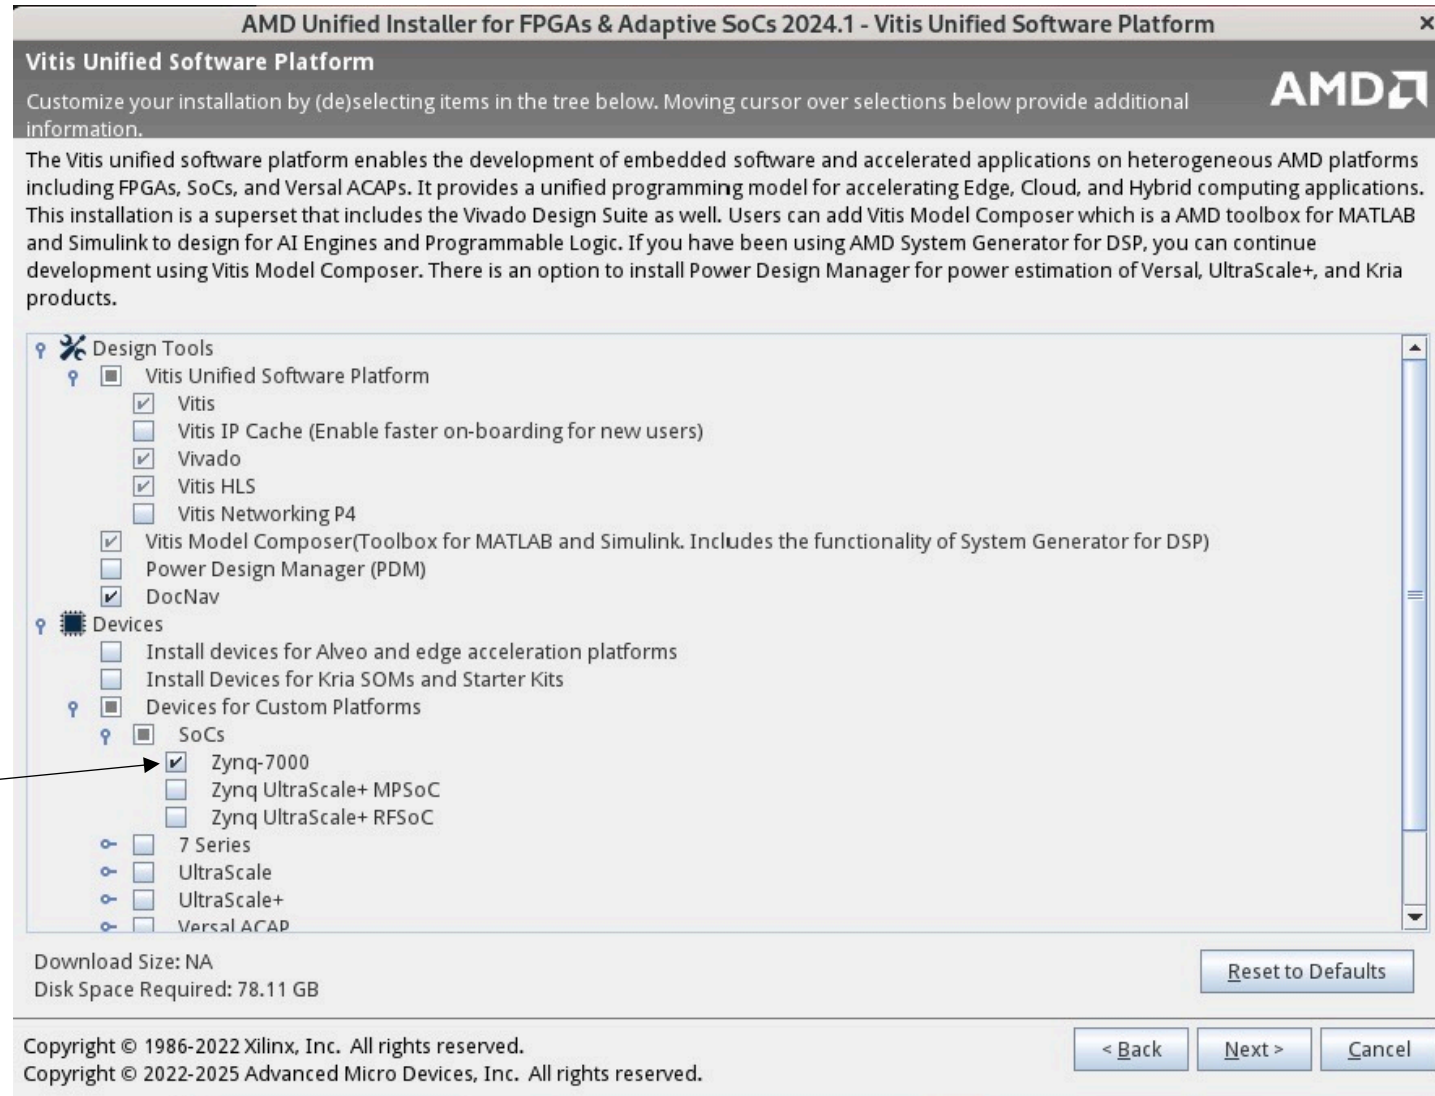 AMD Unified Installer for FPGAs & Adaptive SoCs 2024.1 - Vitis Unified Software Platform
Vitis Unified Software Platform
Customize your installation by (de)selecting items in the tree below. Moving cursor over selections below provide additional
information.
AMD
The Vitis unified software platform enables the development of embedded software and accelerated applications on heterogeneous AMD platforms
including FPGAs, SoCs, and Versal ACAPs. It provides a unified programming model for accelerating Edge, Cloud, and Hybrid computing applications.
This installation is a superset that includes the Vivado Design Suite as well. Users can add Vitis Model Composer which is a AMD toolbox for MATLAB
and Simulink to design for AI Engines and Programmable Logic. If you have been using AMD System Generator for DSP, you can continue
development using Vitis Model Composer. There is an option to install Power Design Manager for power estimation of Versal, UltraScale+, and Kria
products.
Design Tools
Vitis Unified Software Platform
Vitis
Vitis IP Cache (Enable faster on-boarding for new users)
Vivado
Vitis HLS
Vitis Networking P4
Vitis Model Composer(Toolbox for MATLAB and Simulink. Includes the functionality of System Generator for DSP)
Power Design Manager (PDM)
DocNav
Devices
Install devices for Alveo and edge acceleration platforms
Install Devices for Kria SOMs and Starter Kits
Devices for Custom Platforms
SoCs
Zynq-7000
Zynq UltraScale+ MPSoC
Zynq UltraScale+ RFSoC
7 Series
UltraScale
UltraScale+
Versal ACAP
Download Size: NA
Disk Space Required: 78.11 GB
Reset to Defaults
Copyright © 1986-2022 Xilinx, Inc. All rights reserved.
Copyright © 2022-2025 Advanced Micro Devices, Inc. All rights reserved.
< Back
Next >
Cancel